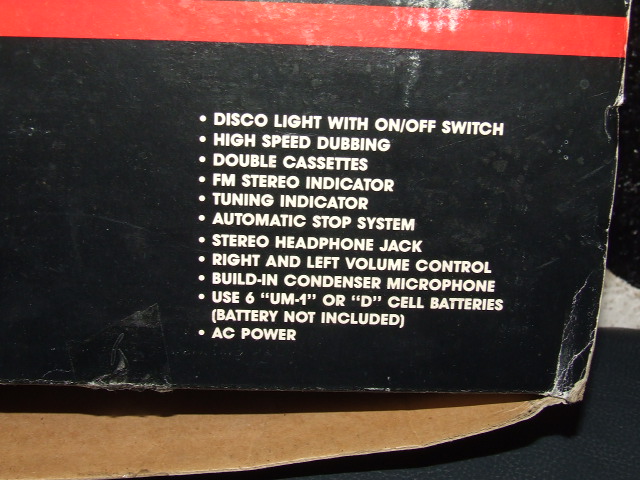 • DISCO LIGHT WITH ON/OFF SWITCH
• HIGH SPEED DUBBING
• DOUBLE CASSETTES
• FM STEREO INDICATOR
• TUNING INDICATOR
• AUTOMATIC STOP SYSTEM
• STEREO HEADPHONE JACK
• RIGHT AND LEFT VOLUME CONTROL
• BUILD-IN CONDENSER MICROPHONE
• USE 6 "UM-1" OR "D" CELL BATTERIES
(BATTERY NOT INCLUDED)
• AC POWER